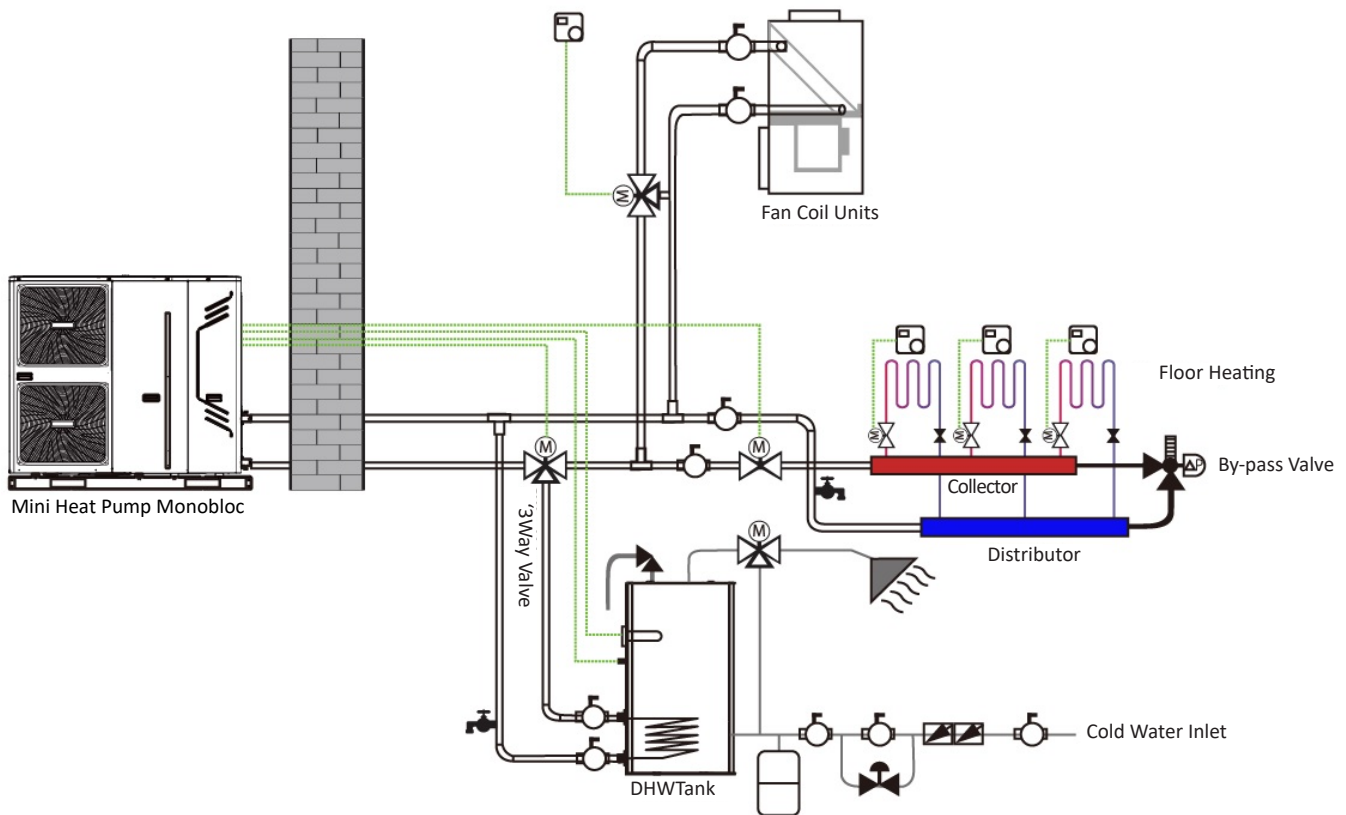 Fan Coil Units
M
Floor Heating
M
M
M
M
M
By-pass Valve
ΔP
Mini Heat Pump Monobloc
Collector
'3Way Valve
M
Distributor
Cold Water Inlet
DHWTank